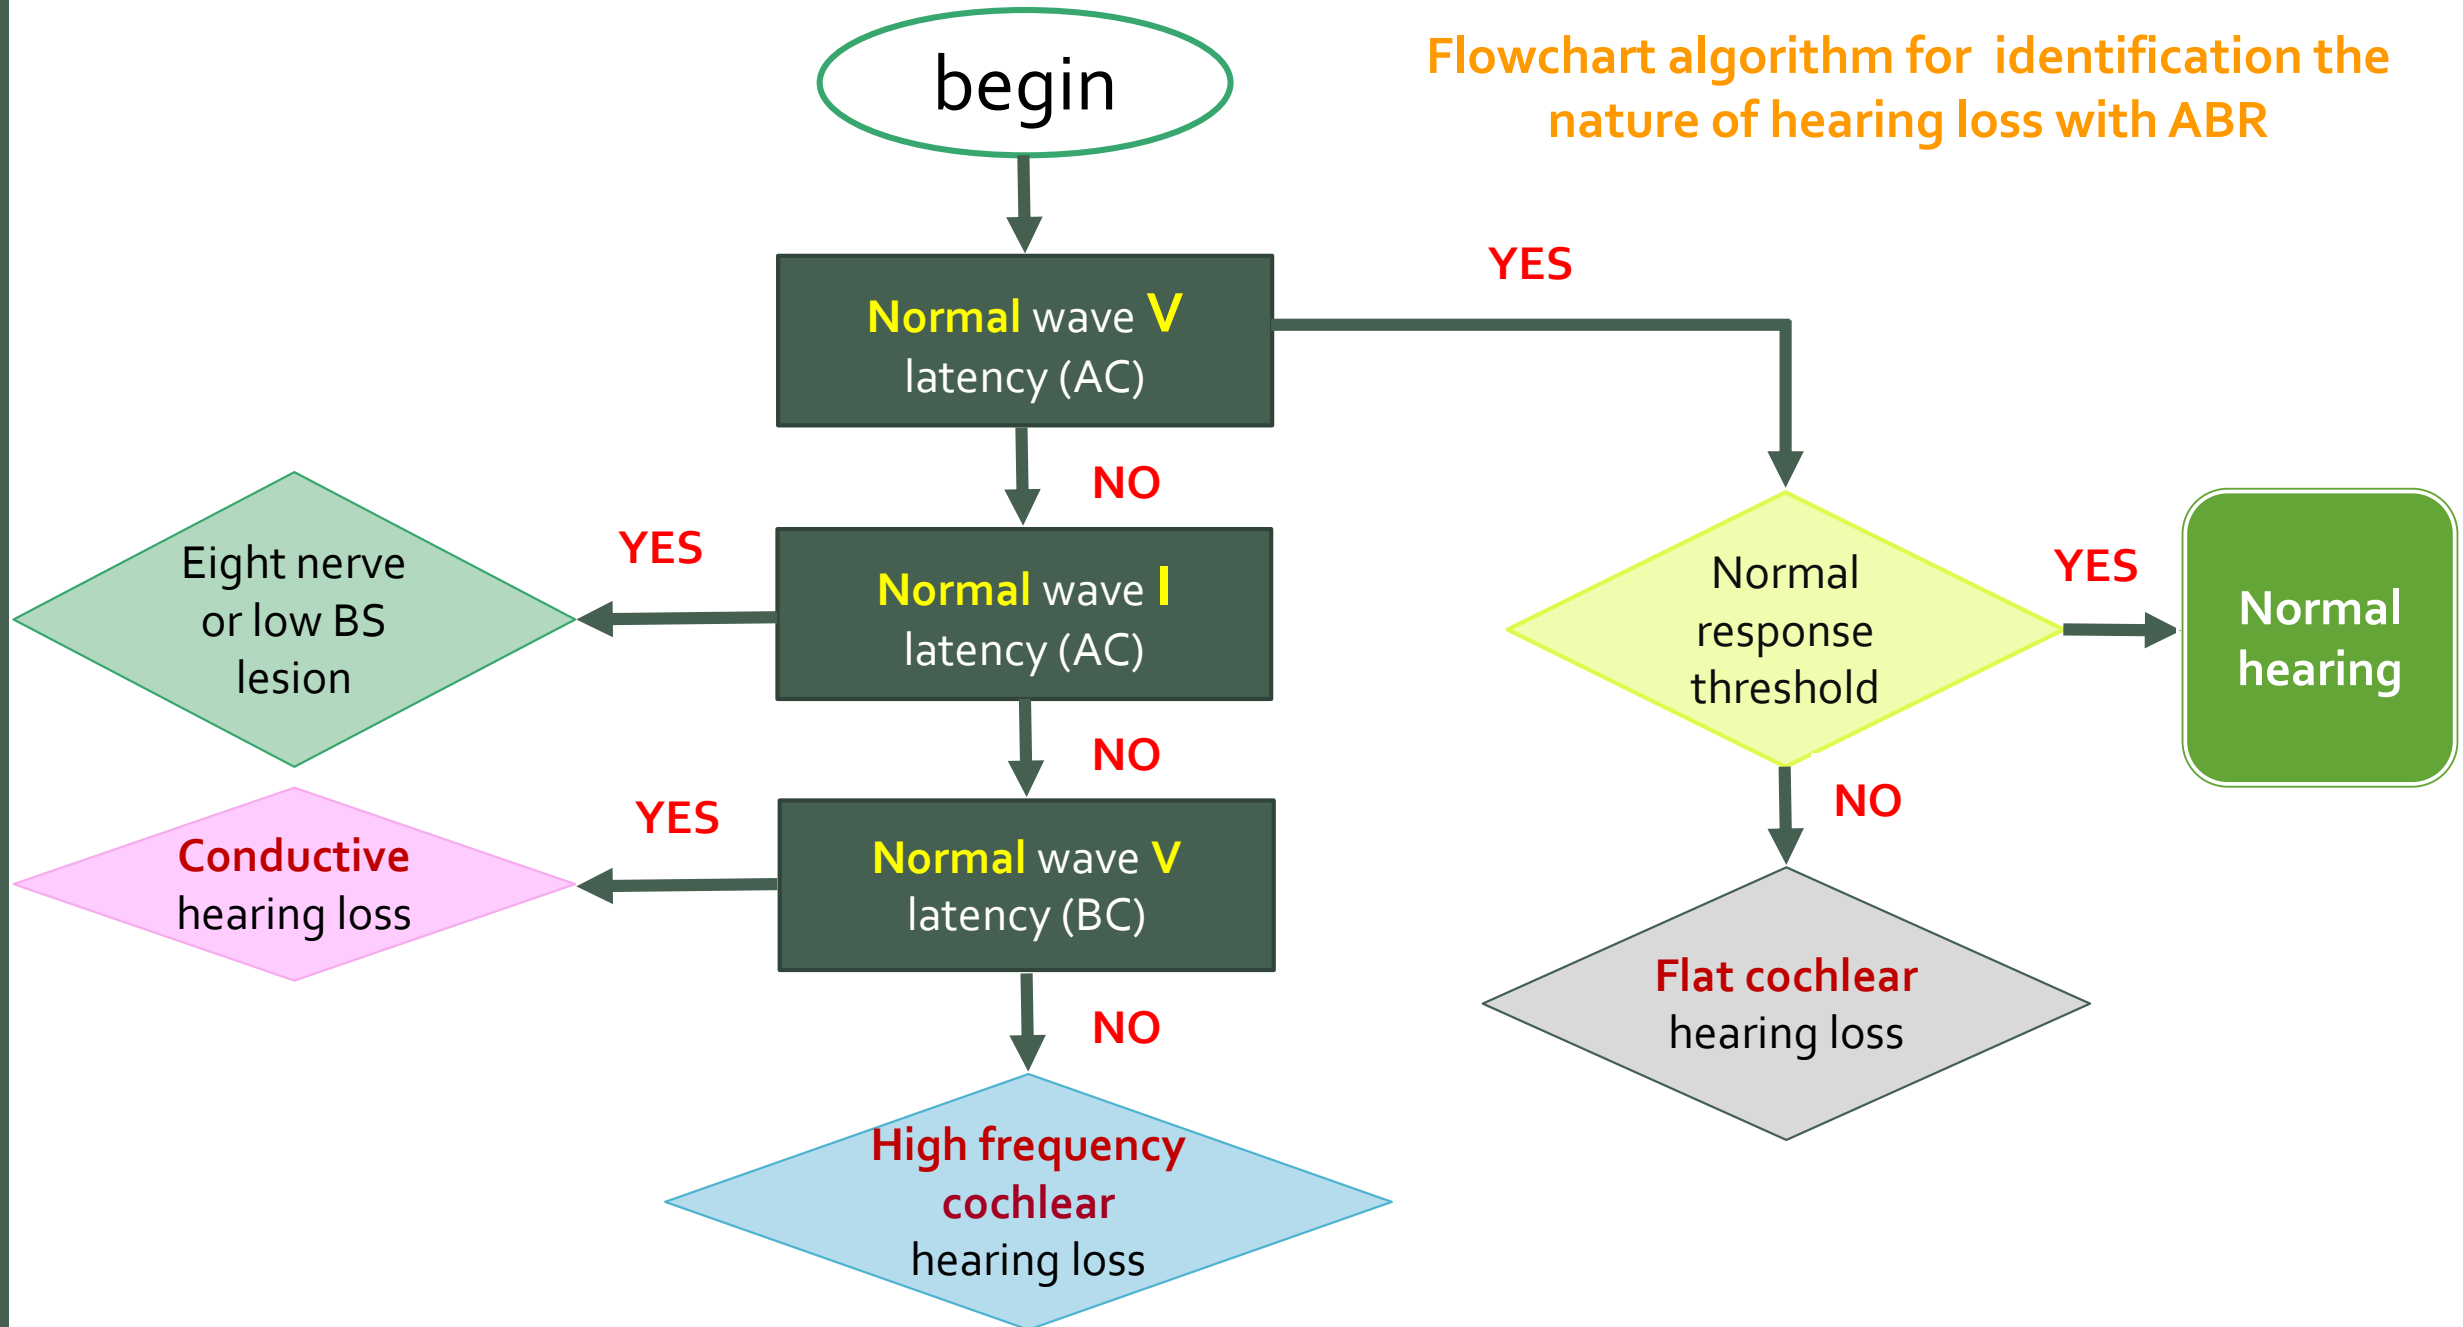 begin
Flowchart algorithm for identification the
nature of hearing loss with ABR
YES
Normal wave V
latency (AC)
NO
Eight nerve
or low BS
lesion
YES
Normal wave I
latency (AC)
Normal
response
threshold
YES
Normal
hearing
NO
Conductive
hearing loss
YES
Normal wave V
latency (BC)
NO
Flat cochlear
hearing loss
NO
High frequency
cochlear
hearing loss